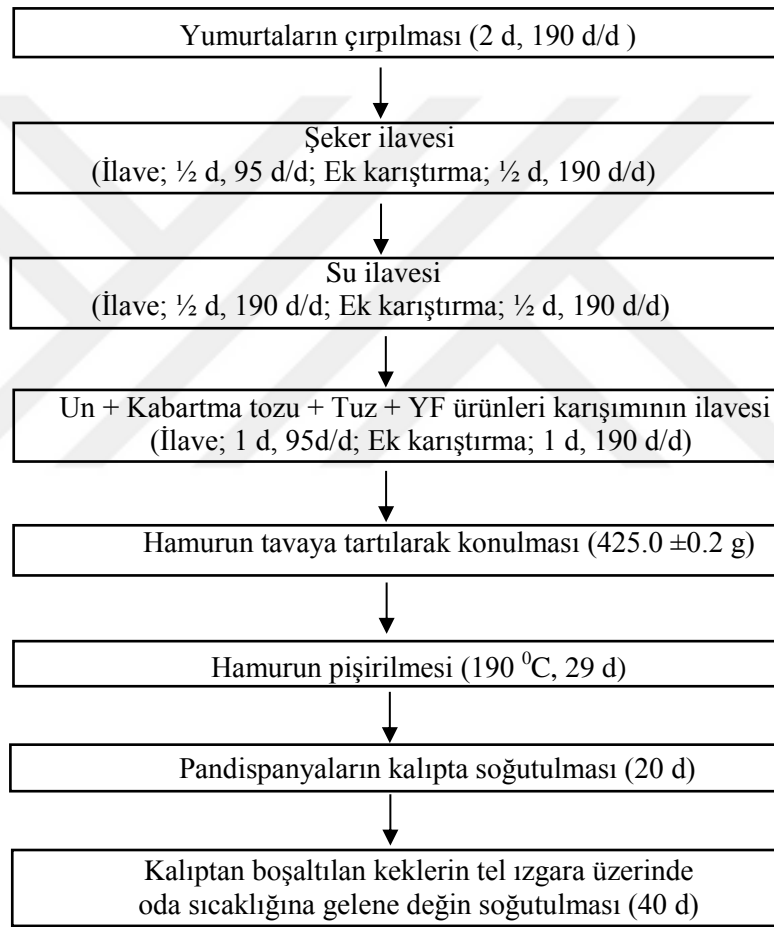 Yumurtaların çırpılması (2 d, 190 d/d )
Şeker ilavesi
(İlave; ½ d, 95 d/d; Ek karıştırma; ½ d, 190 d/d)
Su ilavesi
(İlave; ½ d, 190 d/d; Ek karıştırma; ½ d, 190 d/d)
Un + Kabartma tozu + Tuz + YF ürünleri karışımının ilavesi
(İlave; 1 d, 95d/d; Ek karıştırma; 1 d, 190 d/d)
Hamurun tavaya tartılarak konulması (425.0 ±0.2 g)
Hamurun pişirilmesi (190 ⁰C, 29 d)
Pandispanyaların kalıpta soğutulması (20 d)
Kalıptan boşaltılan keklerin tel ızgara üzerinde
oda sıcaklığına gelene değin soğutulması (40 d)